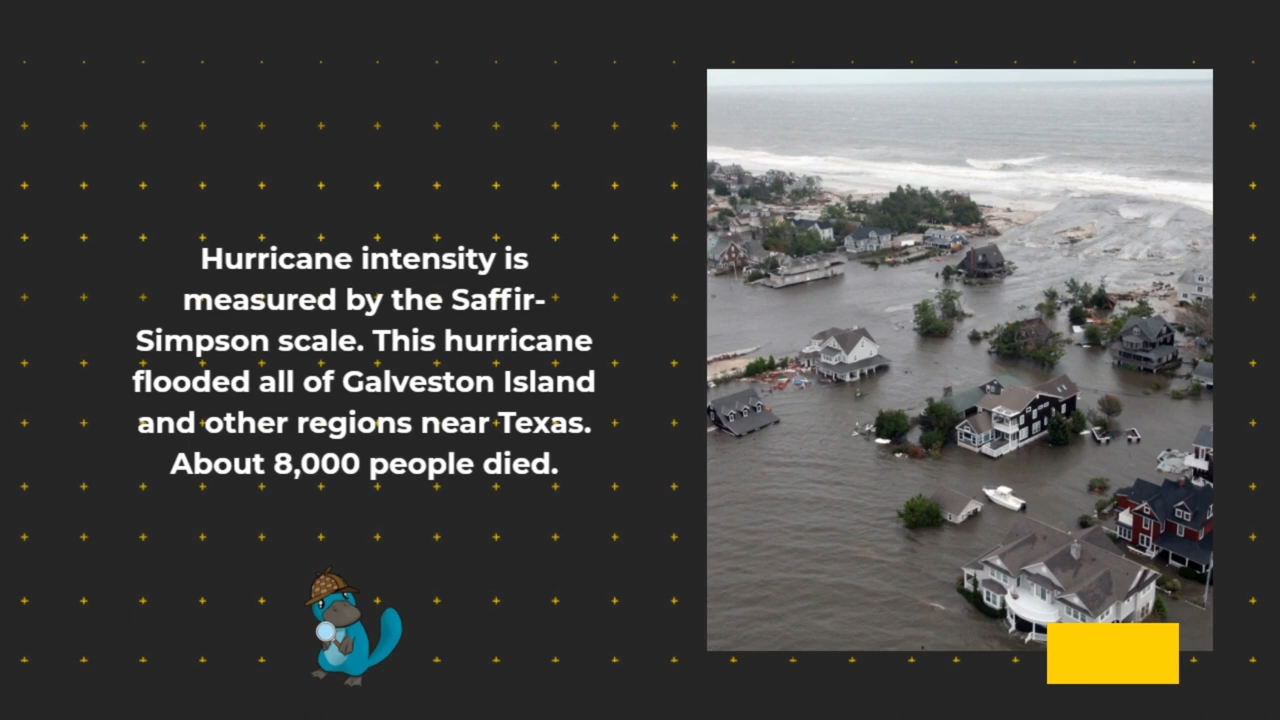 Hurricane intensity is
measured by the Saffir-
Simpson scale. This hurricane
flooded all of Galveston Island
and other regions near Texas.
About 8,000 people died.